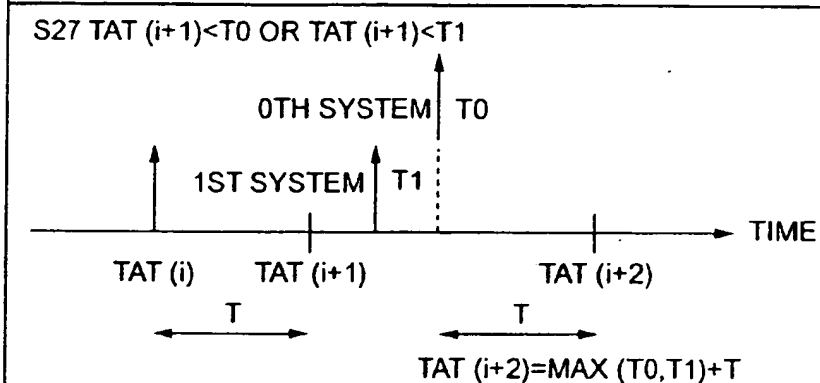 S27 TAT (i+1)<T0 OR TAT (i+1)<T1
0TH SYSTEM T0
1ST SYSTEM T1
TIME
TAT (i) TAT (i+1) TAT (i+2)
T T
TAT (i+2)=MAX (T0,T1)+T